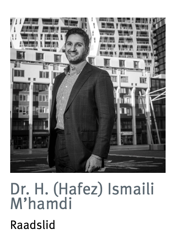 Dr. H. (Hafez) Ismaili
M'hamdi
Raadslid